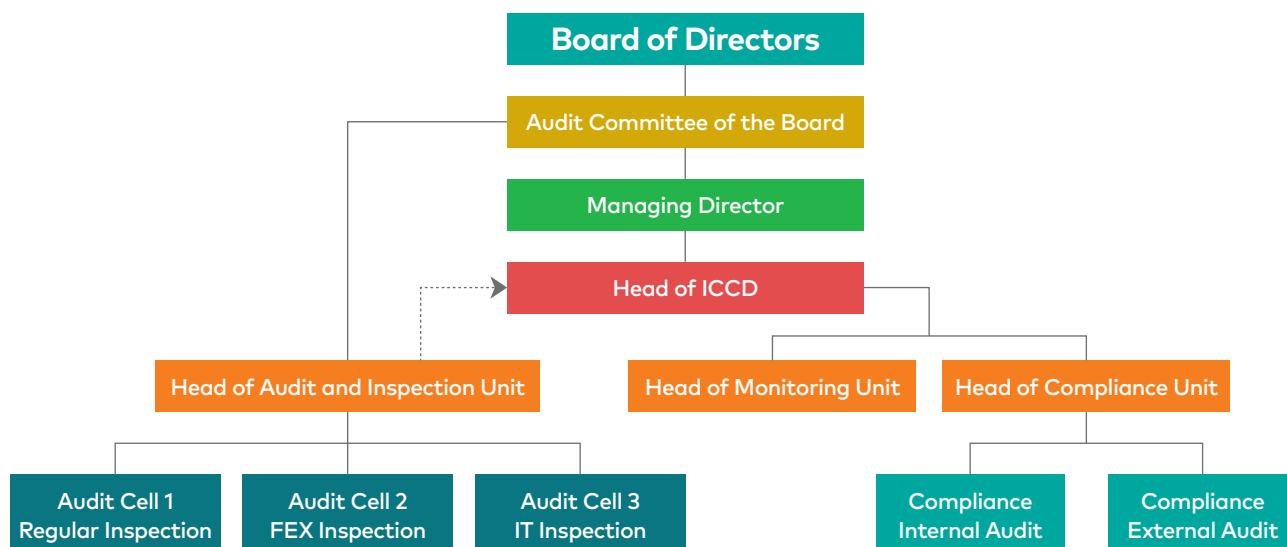 Board of Directors
Audit Committee of the Board
Managing Director
Head of ICCD
Head of Audit and Inspection Unit
Head of Monitoring Unit
Head of Compliance Unit
Audit Cell 1
Regular Inspection
Audit Cell 2
FEX Inspection
Audit Cell 3
IT Inspection
Compliance
Internal Audit
Compliance
External Audit